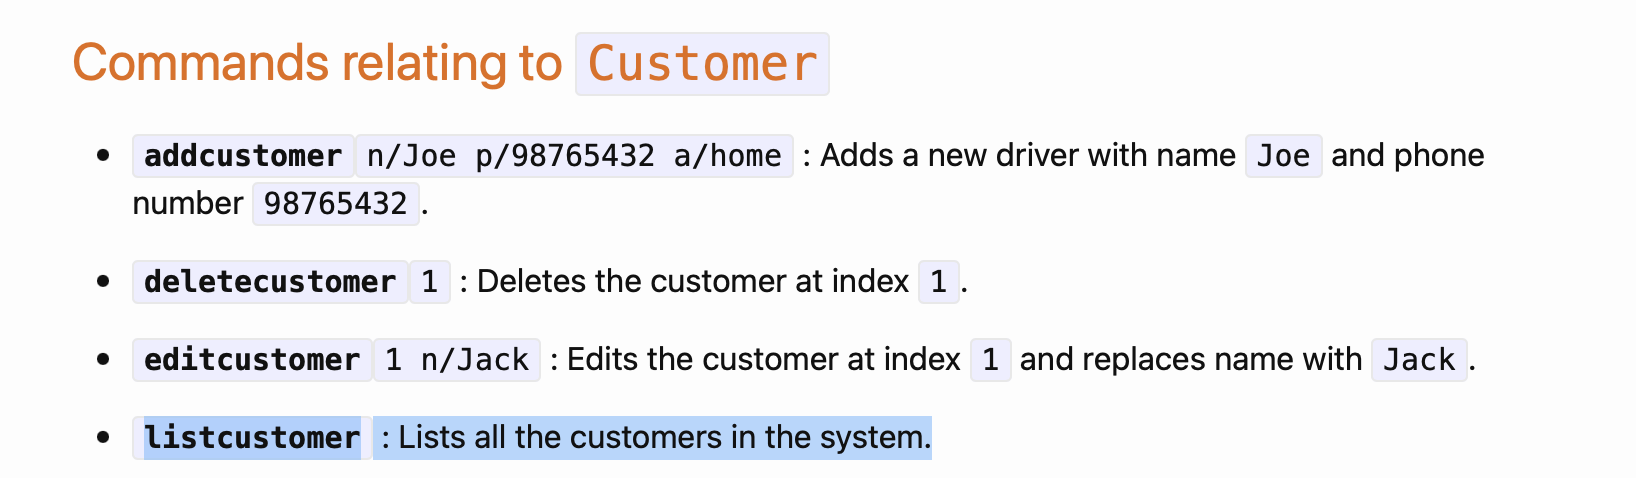 Commands relating to Customer
addcustomer n/Joe p/98765432 a/home : Adds a new driver with name Joe and phone
number 98765432.
deletecustomer 1 : Deletes the customer at index 1.
editcustomer 1 n/Jack : Edits the customer at index 1 and replaces name with Jack.
listcustomer : Lists all the customers in the system.